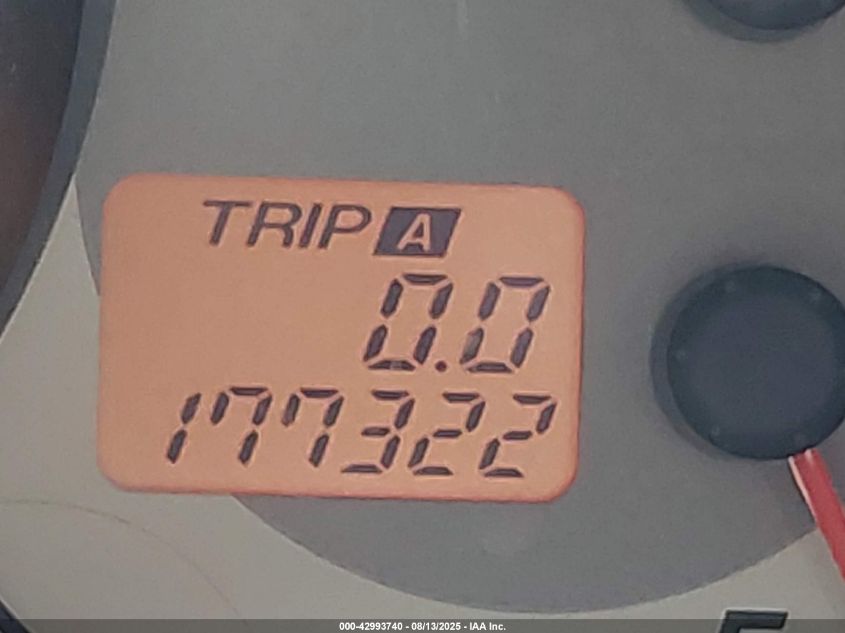 TRIP A
0.0
177322
E
000-42993740 - 08/13/2025 - IAA Inc.